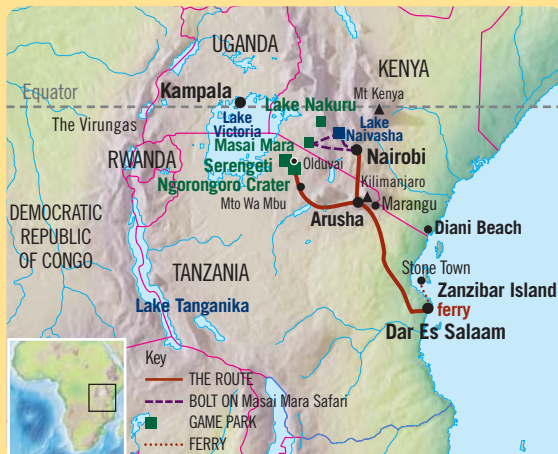 UGANDA
KENYA
Equator
Kampala
Mt Kenya
Lake Nakuru
The Virungas
Lake
Victoria
Lake
Naivasha
Masai Mara
RWANDA
Serengeti
Olduvai
Nairobi
Ngorongoro Crater
Kilimanjaro
Mto Wa Mbu
Marangu
Arusha
DEMOCRATIC
REPUBLIC
OF CONGO
Diani Beach
TANZANIA
Stone Town
Zanzibar Island
Lake Tanganika
ferry
Dar Es Salaam
Key
THE ROUTE
BOLT ON Masai Mara Safari
GAME PARK
FERRY